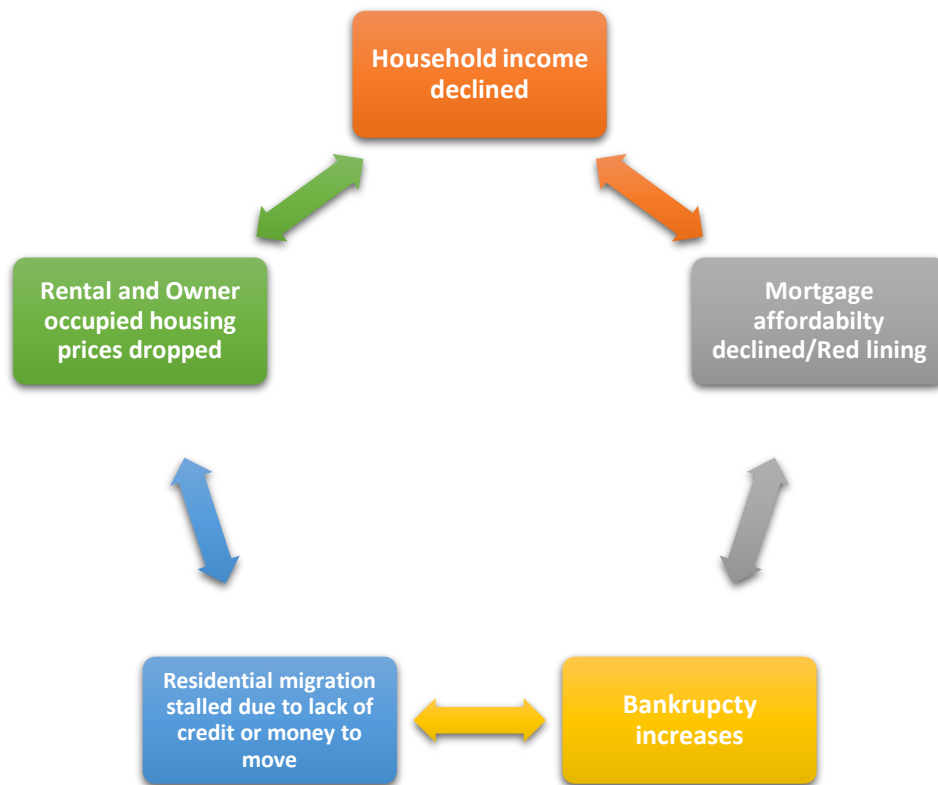 Household income
declined
Rental and Owner
occupied housing
prices dropped
Mortgage
affordabilty
declined/Red lining
Residential migration
stalled due to lack of
credit or money to
move
Bankrupcty
increases